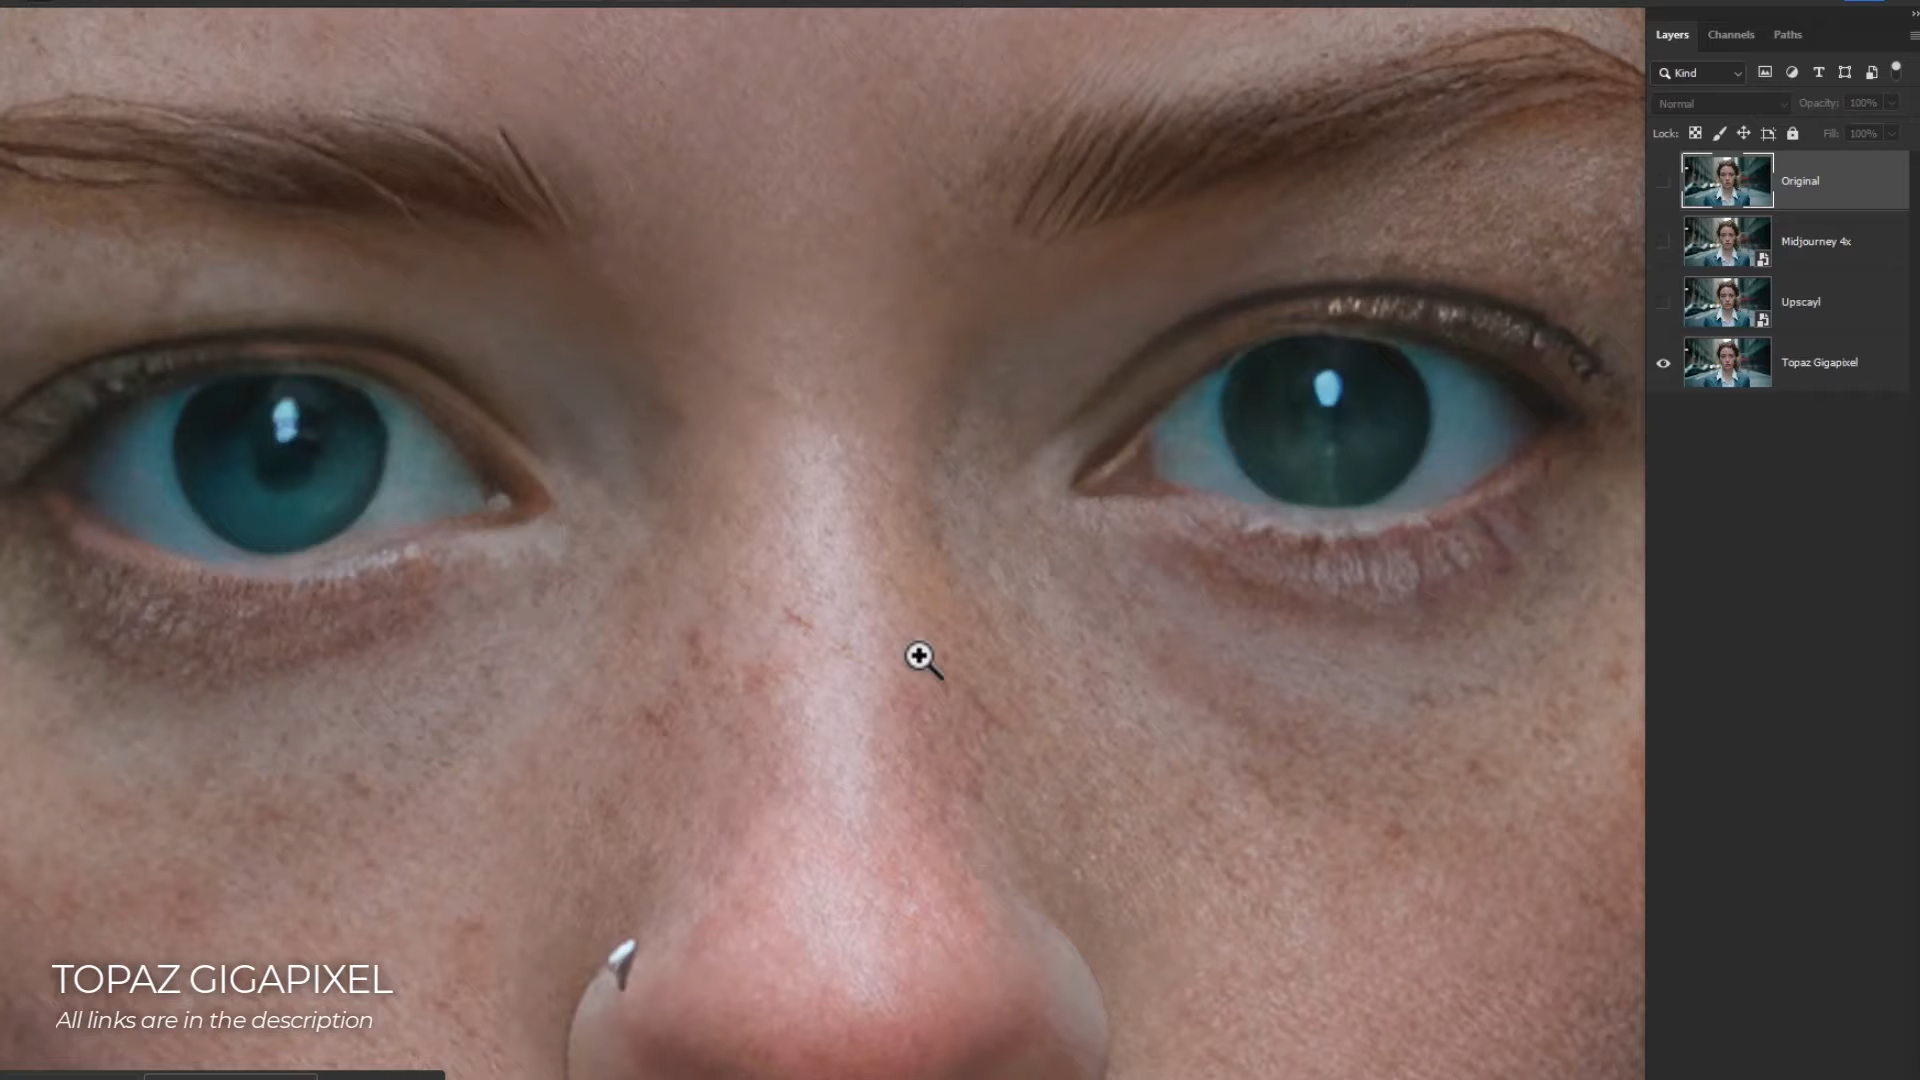 Layers Channels Paths
Kind
Normal Opacity: 100%
Lock: Fill: 100%
Original
Midjourney 4x
Upscayl
Topaz Gigapixel
TOPAZ GIGAPIXEL
All links are in the description